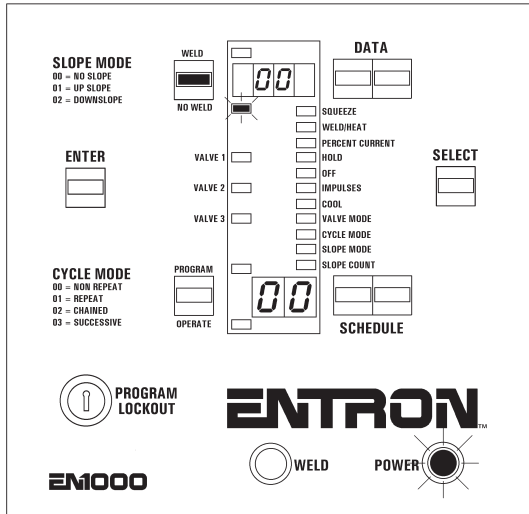 SLOPE MODE
00 = NO SLOPE
01 = UP SLOPE
02 = DOWNSLOPE
WELD
NO WELD
00
DATA
SQUEEZE
WELD/HEAT
PERCENT CURRENT
HOLD
OFF
IMPULSES
COOL
VALVE MODE
CYCLE MODE
SLOPE MODE
SLOPE COUNT
ENTER
VALVE 1
VALVE 2
VALVE 3
SELECT
CYCLE MODE
00 = NON REPEAT
01 = REPEAT
02 = CHAINED
03 = SUCCESSIVE
PROGRAM
OPERATE
00
SCHEDULE
PROGRAM
LOCKOUT
ENTRON™
WELD
POWER
EN1000